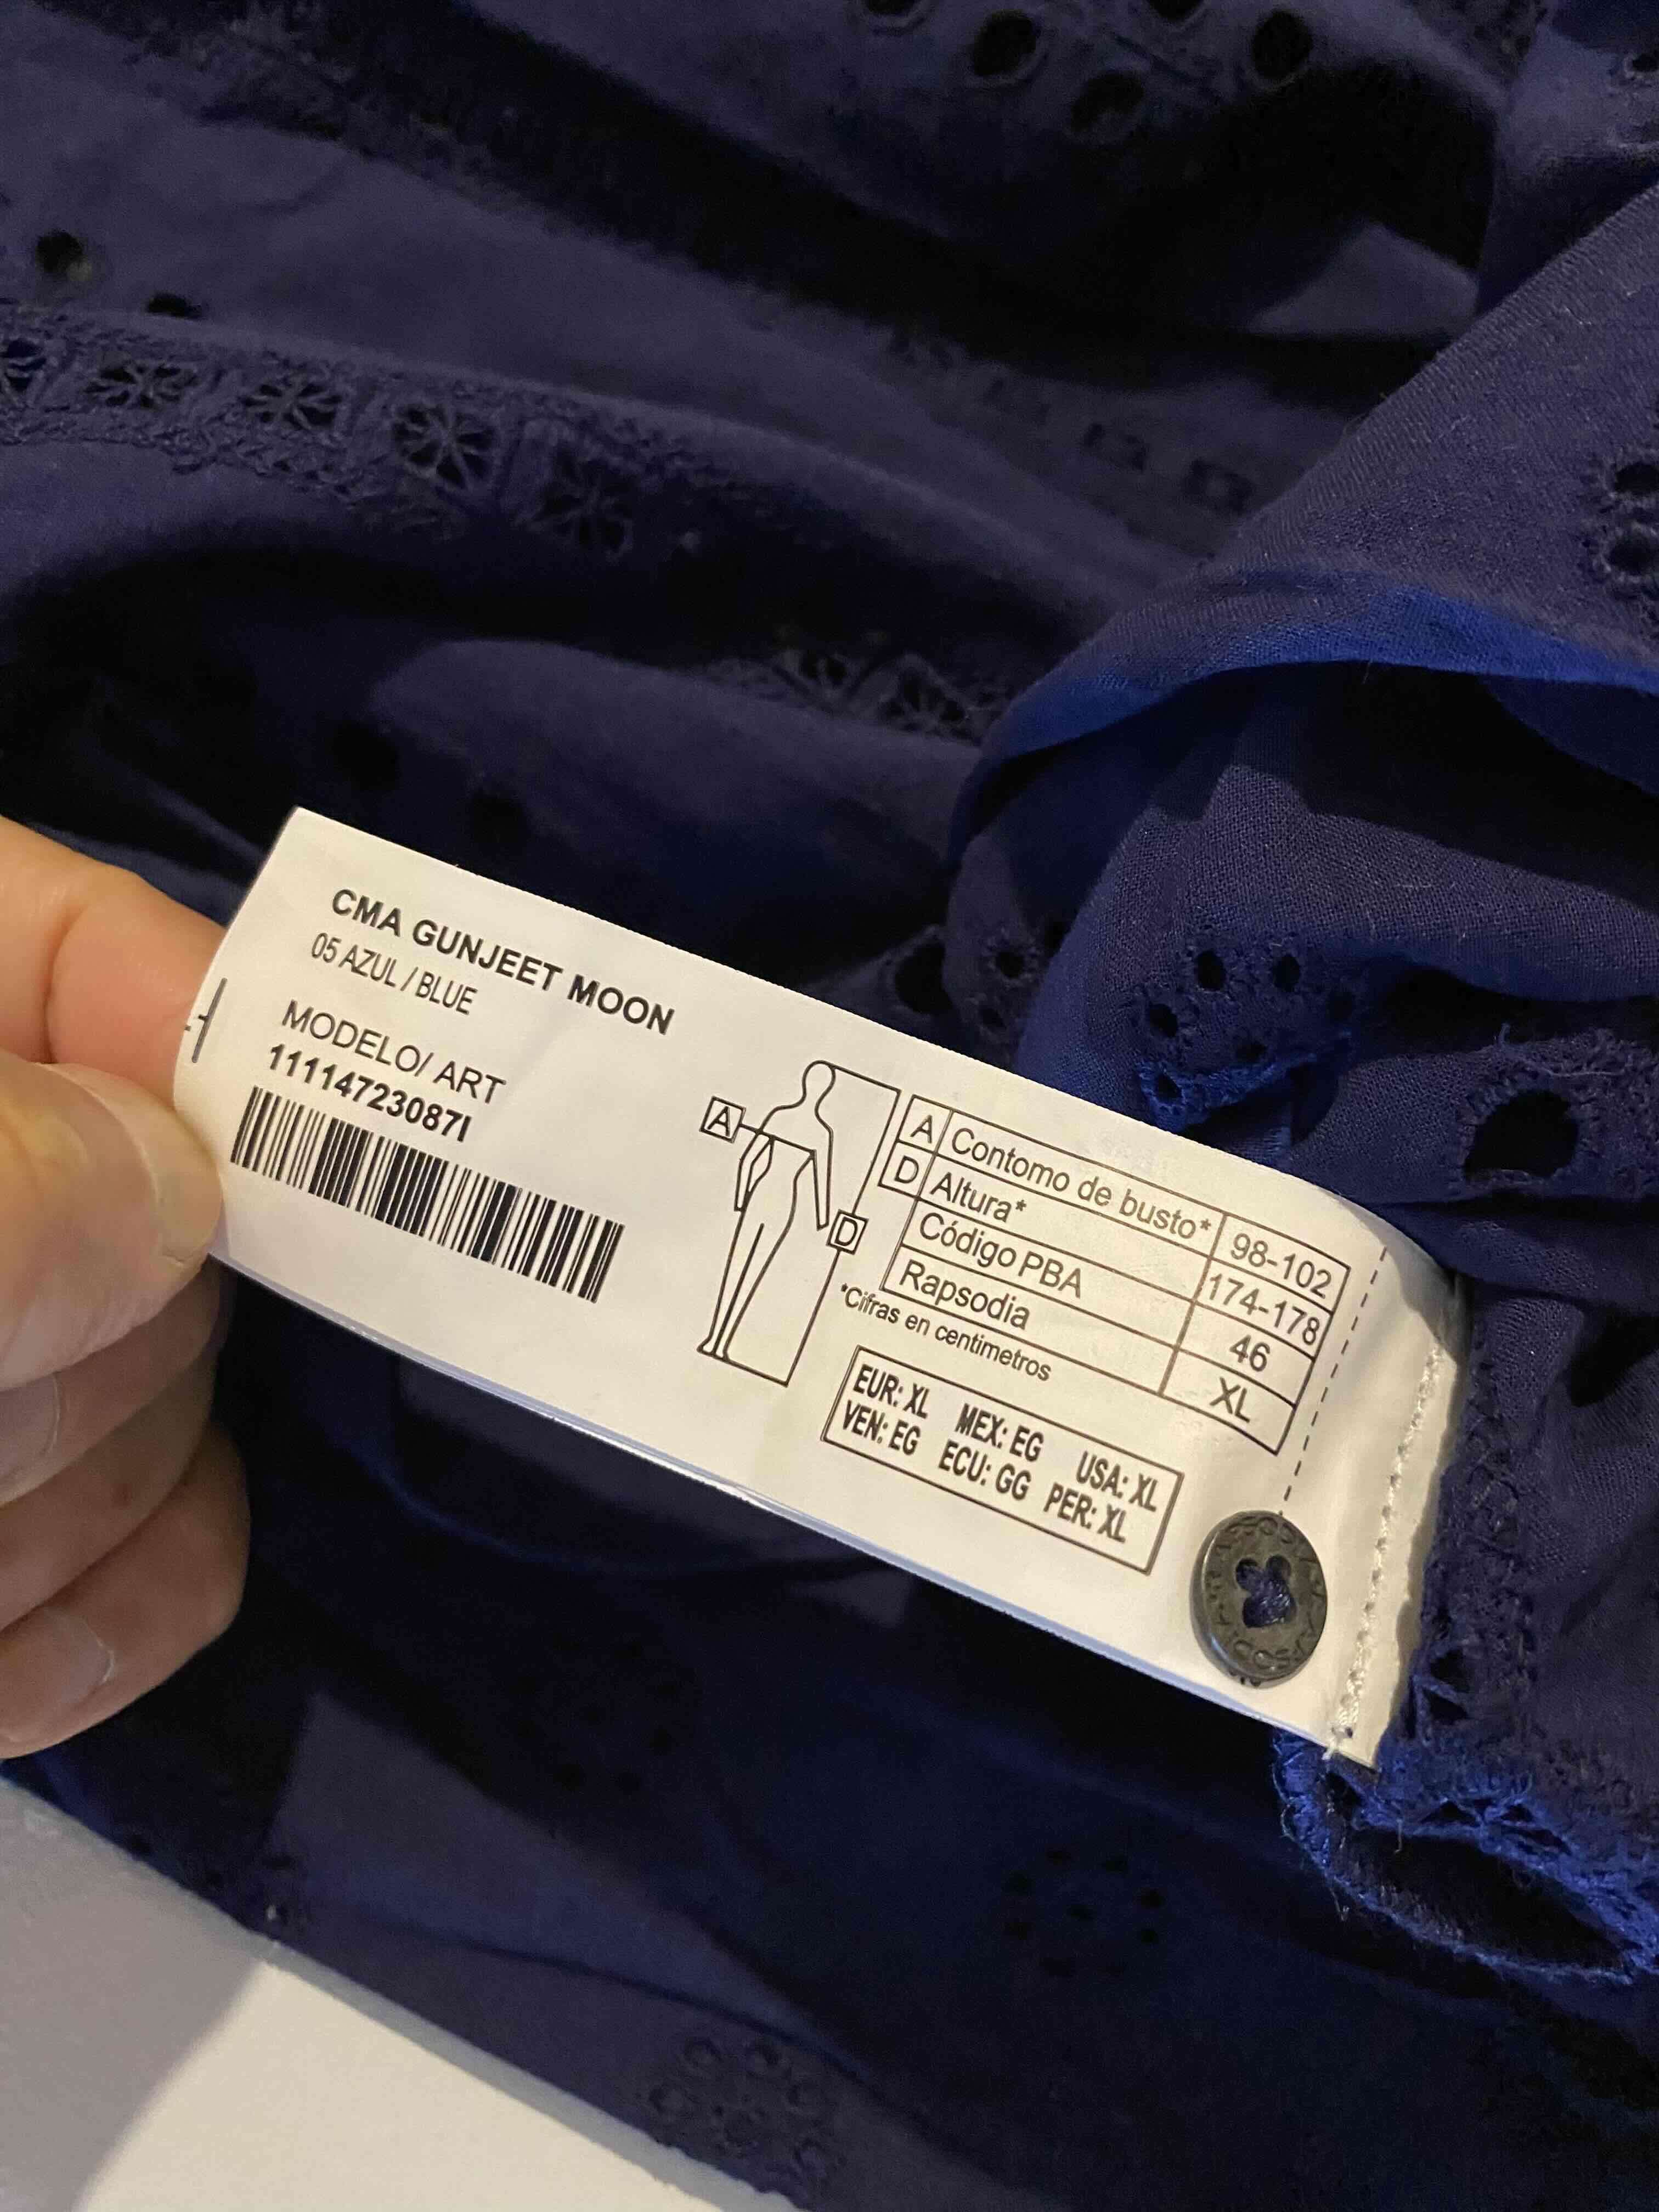 CMA GUNJEET MOON
05 AZUL / BLUE
MODELO/ ART
11114723087I
A
D
A Contorno de busto* 98-102
D Altura* 174-178
Código PBA 46
Rapsodia XL
*Cifras en centimetros
EUR: XL MEX: EG USA: XL
VEN: EG ECU: GG PER: XL
RAPSODIA